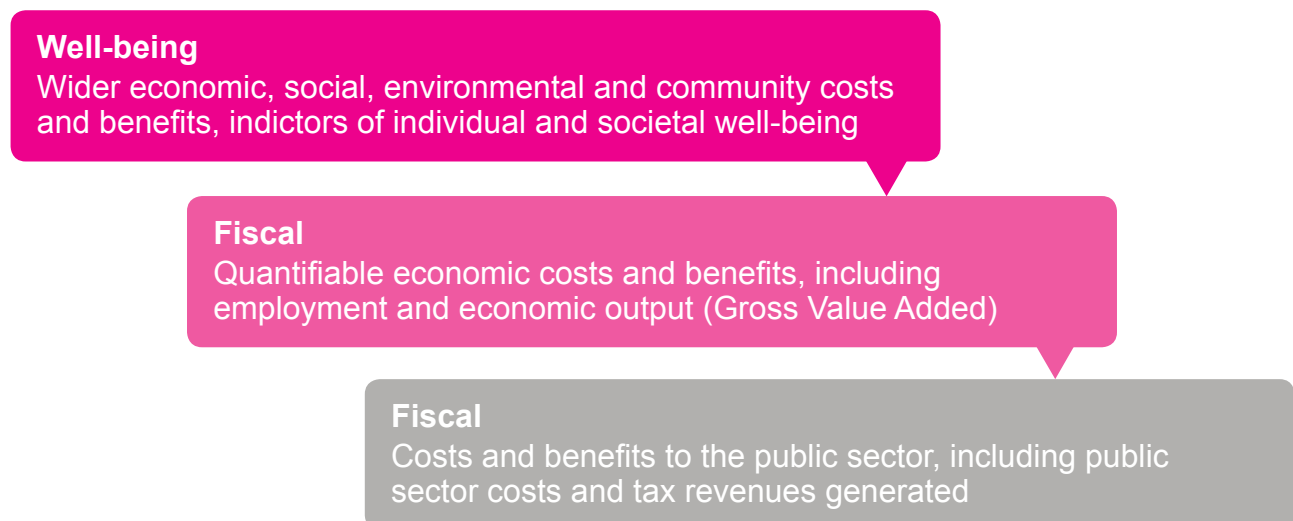 Well-being
Wider economic, social, environmental and community costs
and benefits, indictors of individual and societal well-being
Fiscal
Quantifiable economic costs and benefits, including
employment and economic output (Gross Value Added)
Fiscal
Costs and benefits to the public sector, including public
sector costs and tax revenues generated